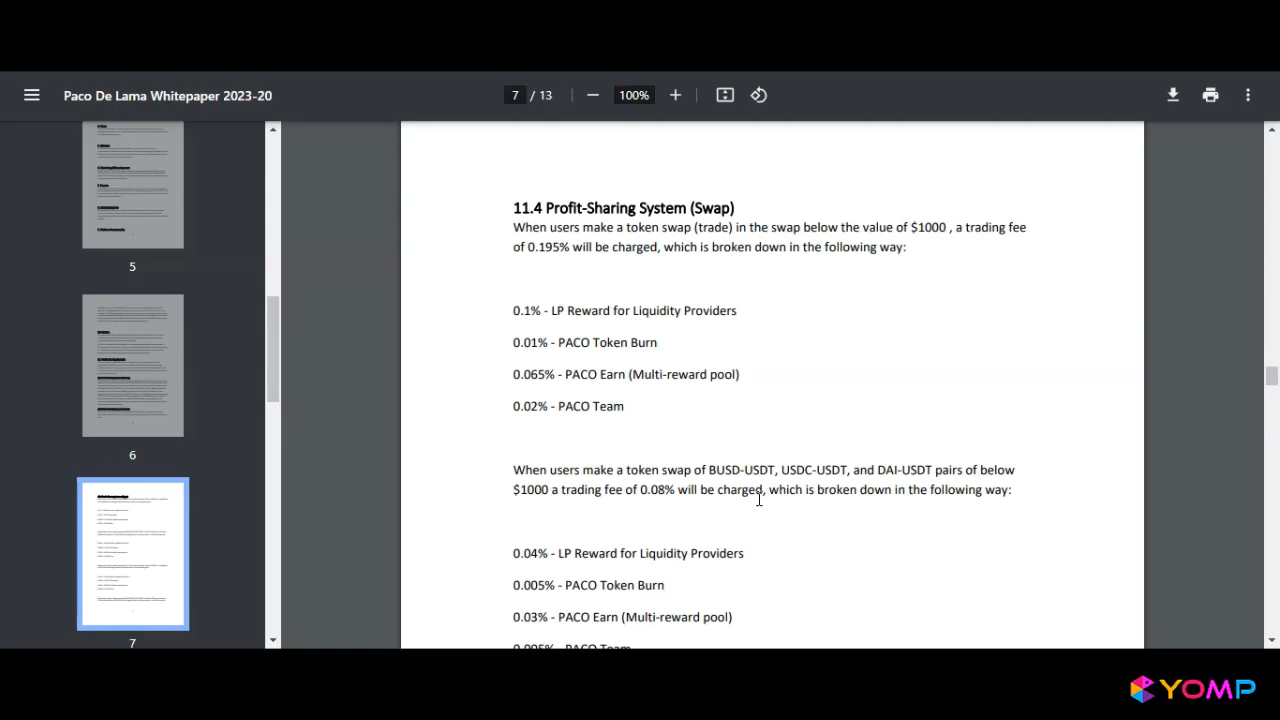 Paco De Lama Whitepaper 2023-20
7 / 13
100%
5
6
7
11.4 Profit-Sharing System (Swap)
When users make a token swap (trade) in the swap below the value of $1000 , a trading fee
of 0.195% will be charged, which is broken down in the following way:
0.1% - LP Reward for Liquidity Providers
0.01% - PACO Token Burn
0.065% - PACO Earn (Multi-reward pool)
0.02% - PACO Team
When users make a token swap of BUSD-USDT, USDC-USDT, and DAI-USDT pairs of below
$1000 a trading fee of 0.08% will be charged, which is broken down in the following way:
0.04% - LP Reward for Liquidity Providers
0.005% - PACO Token Burn
0.03% - PACO Earn (Multi-reward pool)
0.005% - PACO Team
YOMP